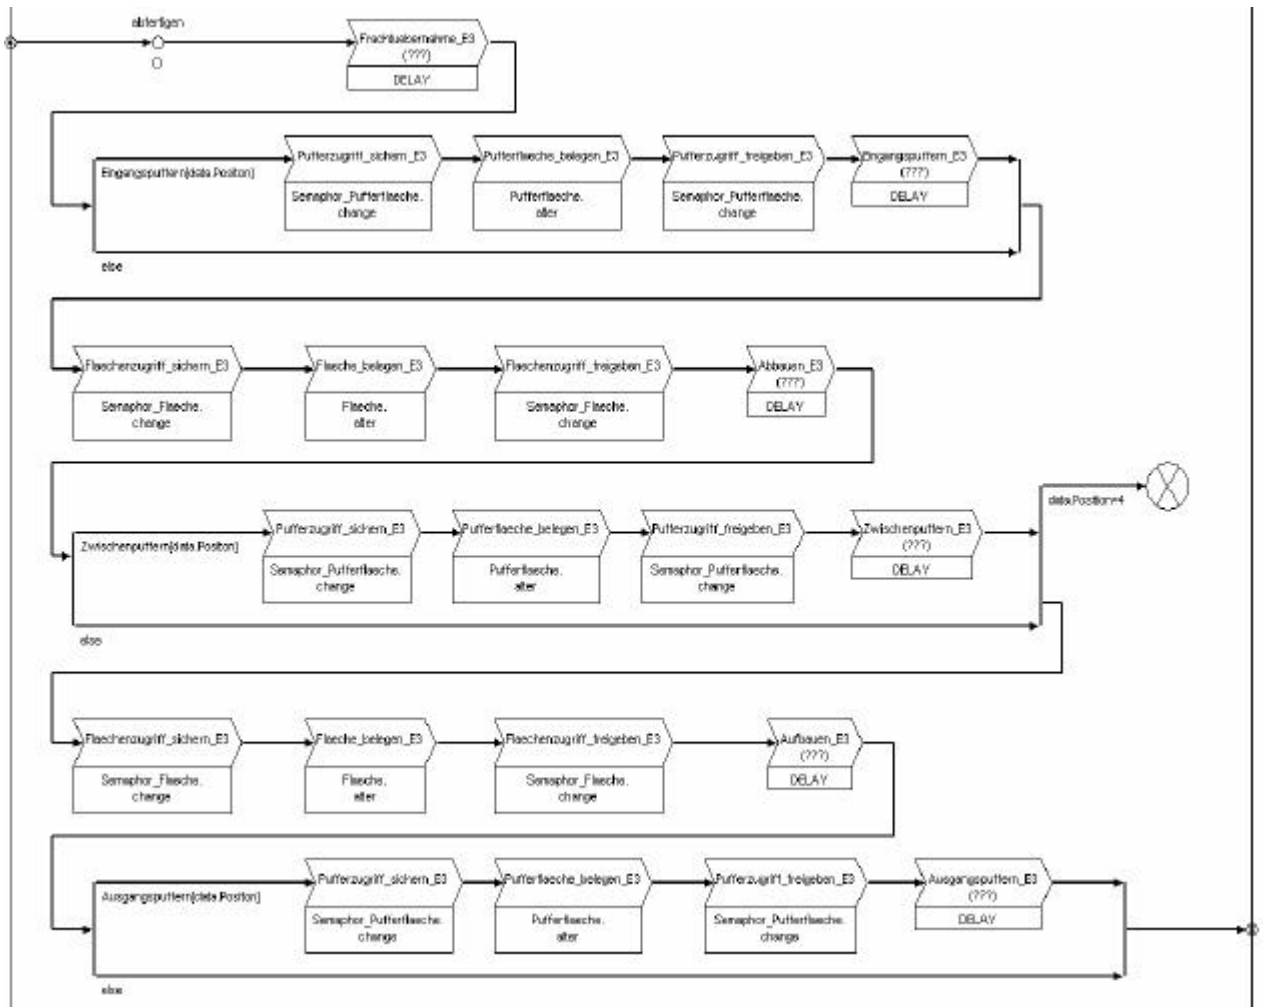 abfertigen
Frachtuebernahme_E3
(???)
DELAY
Eingangspuffern[data.Position]
Pufferzugriff_sichern_E3
Semaphor_Pufferflaeche.
change
Pufferflaeche_belegen_E3
Pufferflaeche.
alter
Pufferzugriff_freigeben_E3
Semaphor_Pufferflaeche.
change
Eingangspuffern_E3
(???)
DELAY
else
Flaechenzugriff_sichern_E3
Semaphor_Flaeche.
change
Flaeche_belegen_E3
Flaeche.
alter
Flaechenzugriff_freigeben_E3
Semaphor_Flaeche.
change
Abbauen_E3
(???)
DELAY
Zwischenpuffern[data.Position]
Pufferzugriff_sichern_E3
Semaphor_Pufferflaeche.
change
Pufferflaeche_belegen_E3
Pufferflaeche.
alter
Pufferzugriff_freigeben_E3
Semaphor_Pufferflaeche.
change
Zwischenpuffern_E3
(???)
DELAY
data.Position=4
else
Flaechenzugriff_sichern_E3
Semaphor_Flaeche.
change
Flaeche_belegen_E3
Flaeche.
alter
Flaechenzugriff_freigeben_E3
Semaphor_Flaeche.
change
Aufbauen_E3
(???)
DELAY
Ausgangspuffern[data.Position]
Pufferzugriff_sichern_E3
Semaphor_Pufferflaeche.
change
Pufferflaeche_belegen_E3
Pufferflaeche.
alter
Pufferzugriff_freigeben_E3
Semaphor_Pufferflaeche.
change
Ausgangspuffern_E3
(???)
DELAY
else